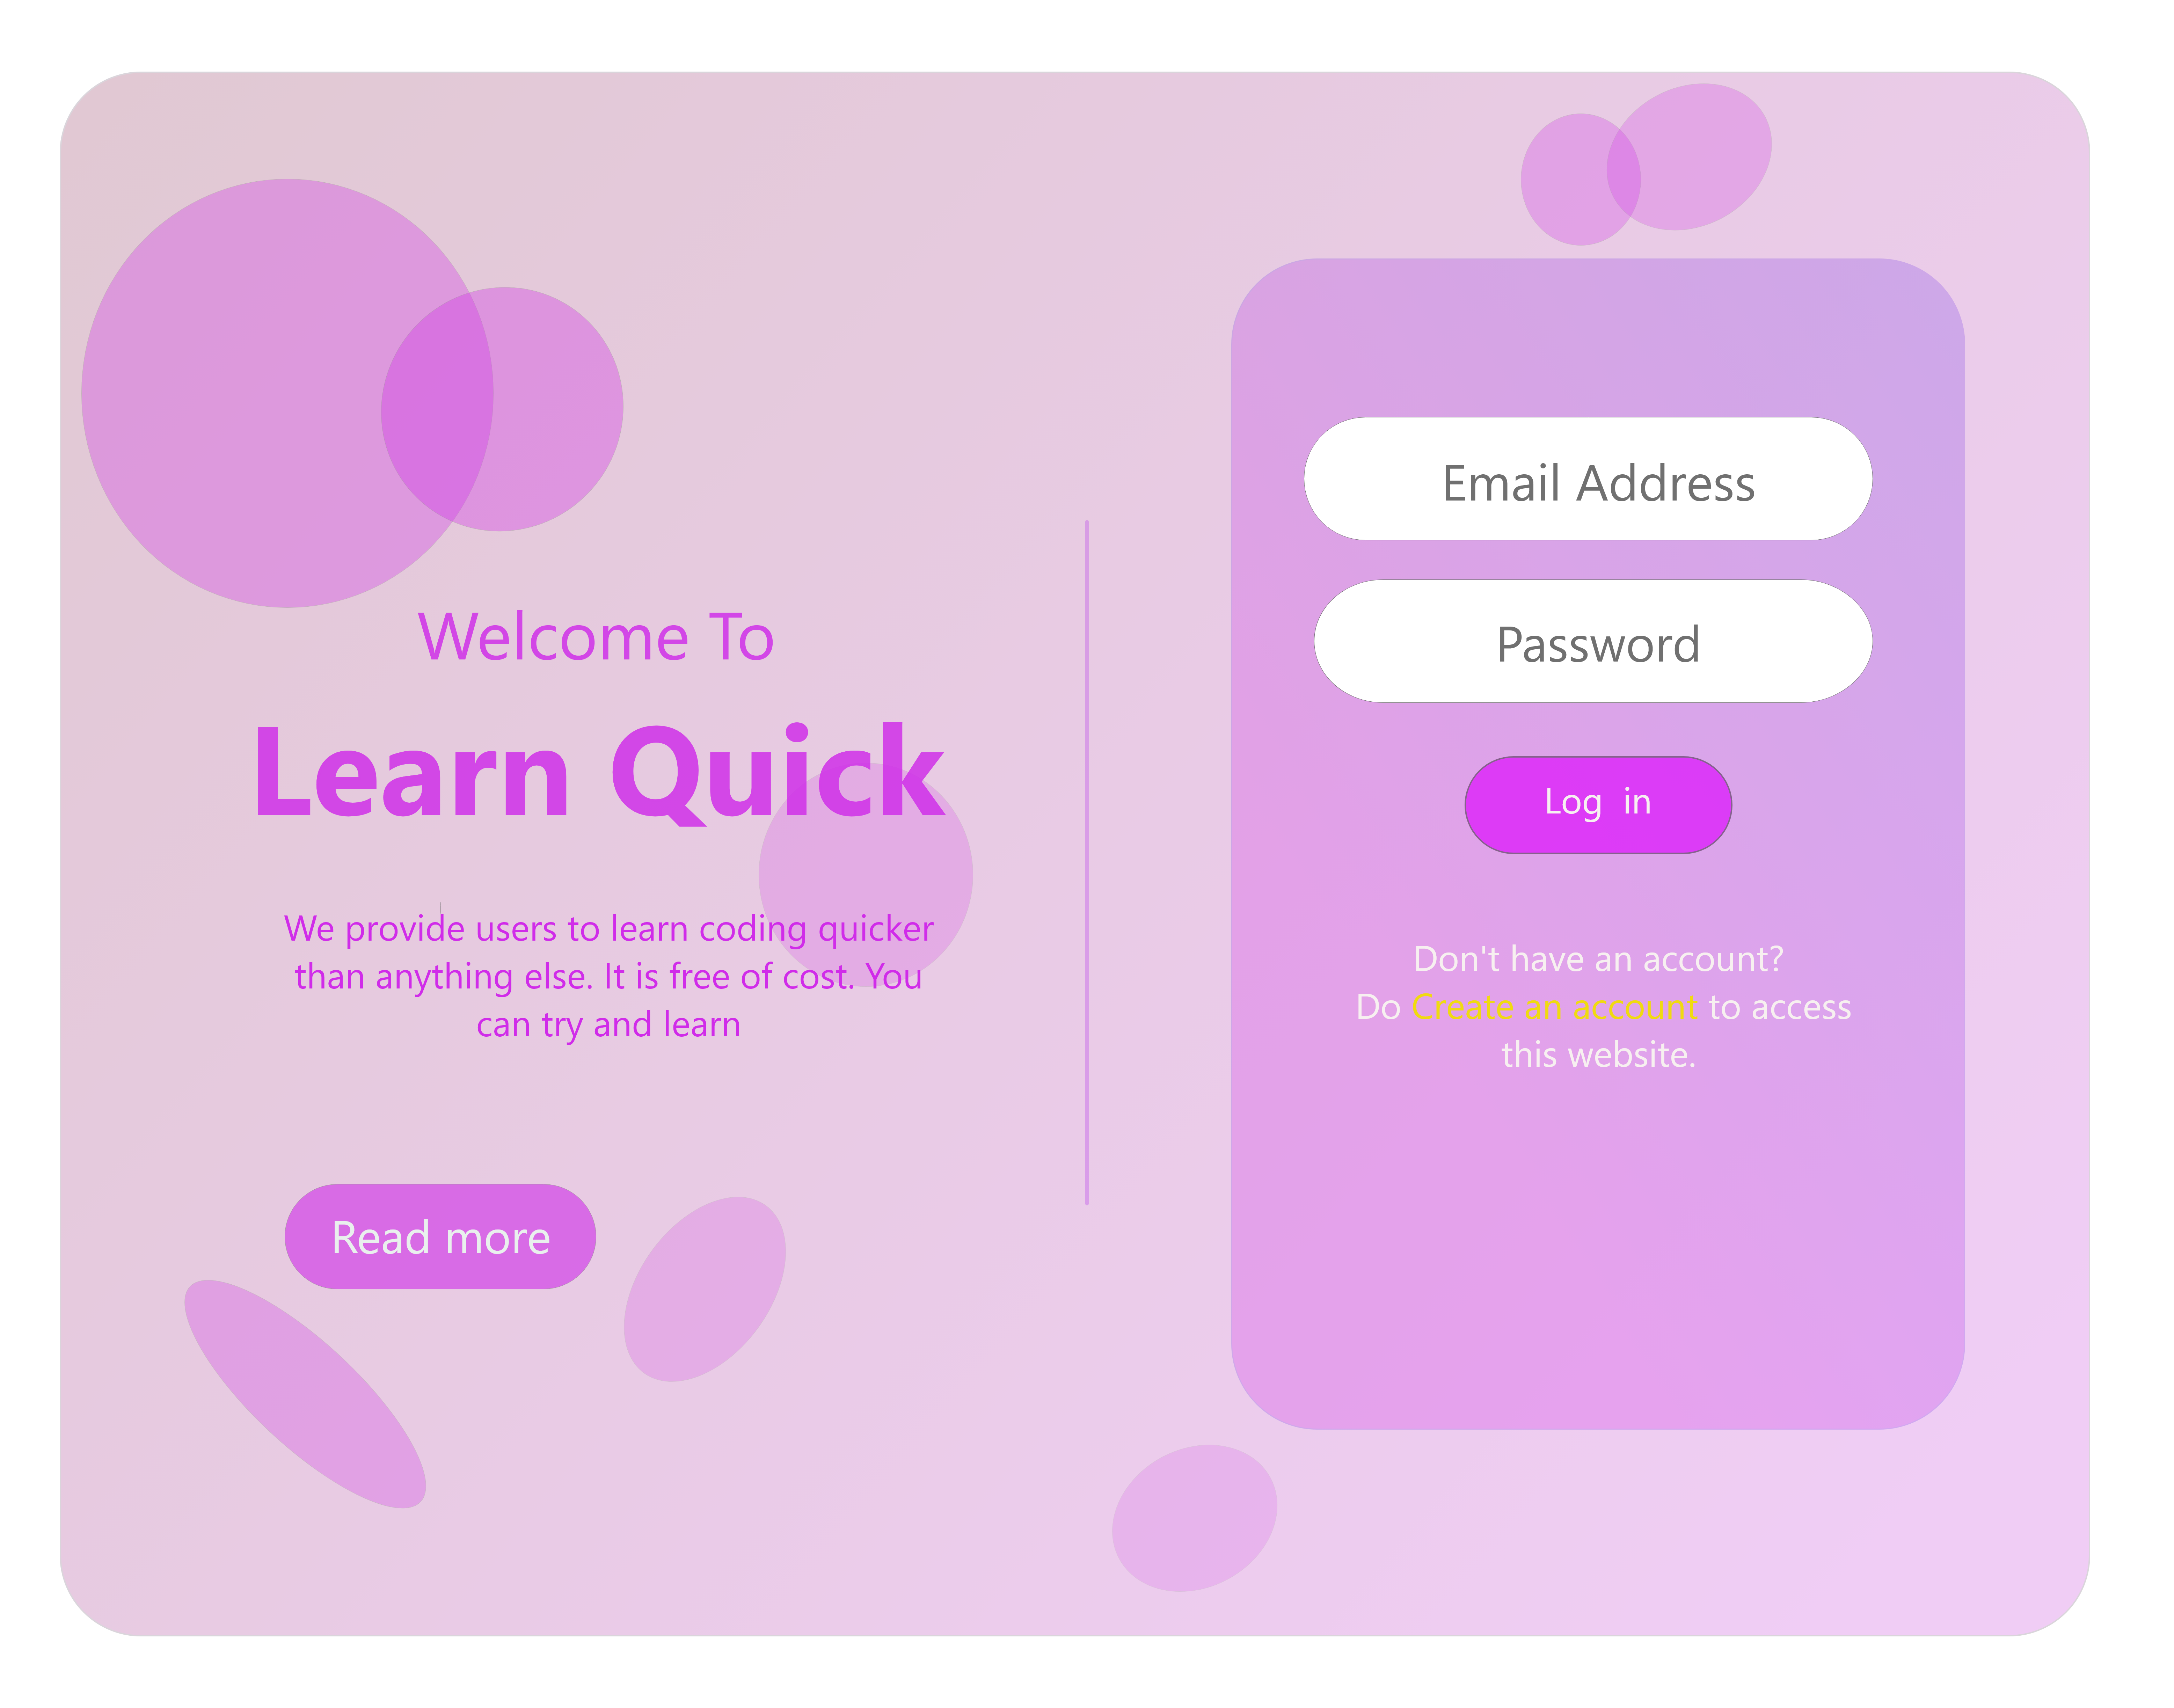 Welcome To
Learn Quick
We provide users to learn coding quicker
than anything else. It is free of cost. You
can try and learn
Read more
Email Address
Password
Log in
Don't have an account?
Do Create an account to access
this website.